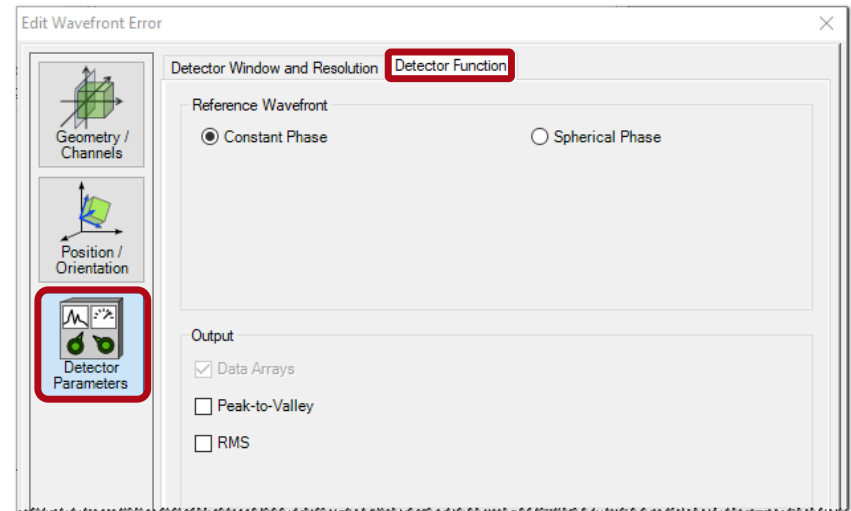 Edit Wavefront Error
Detector Window and Resolution
Detector Function
Geometry /
Channels
Position /
Orientation
Detector
Parameters
Reference Wavefront
Constant Phase
Spherical Phase
Output
Data Arrays
Peak-to-Valley
RMS